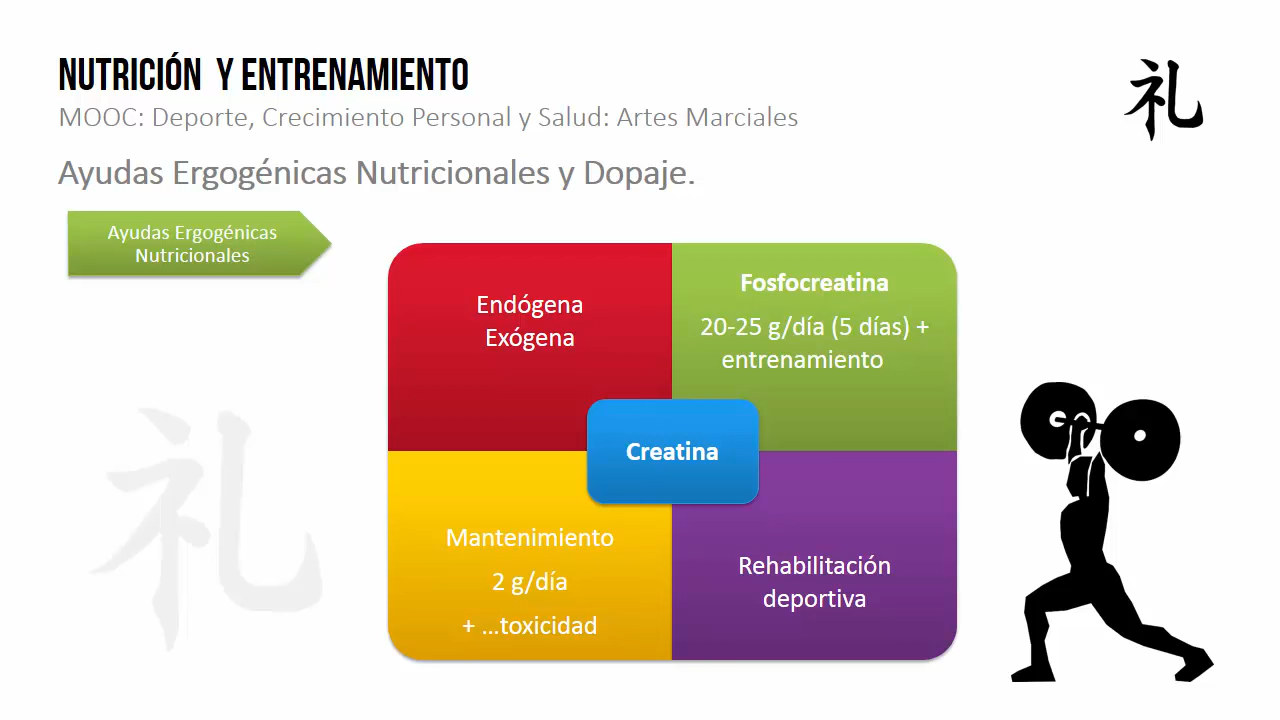 NUTRICIÓN Y ENTRENAMIENTO
礼
MOOC: Deporte, Crecimiento Personal y Salud: Artes Marciales
Ayudas Ergogénicas Nutricionales y Dopaje.
Ayudas Ergogénicas
Nutricionales
Endógena
Exógena
Fosfocreatina
20-25 g/día (5 días) +
entrenamiento
Creatina
Mantenimiento
2 g/día
+ ...toxicidad
Rehabilitación
deportiva
礼